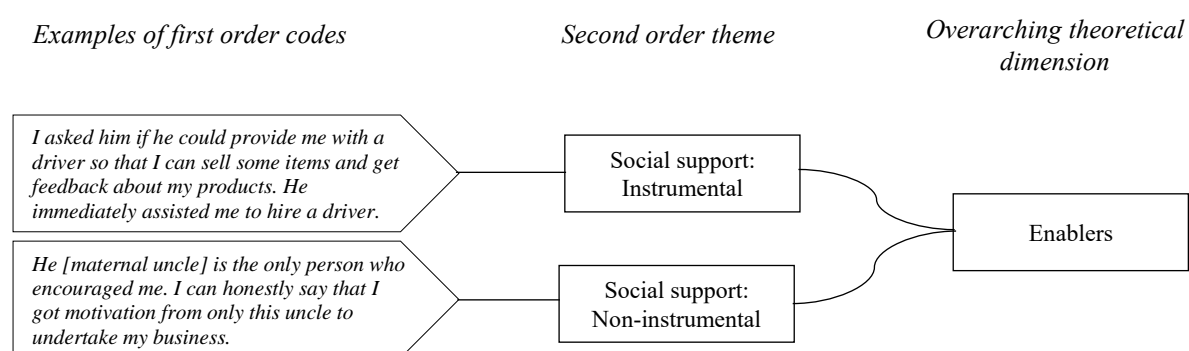 Examples of first order codes
Second order theme
Overarching theoretical
dimension
I asked him if he could provide me with a
driver so that I can sell some items and get
feedback about my products. He
immediately assisted me to hire a driver.
Social support:
Instrumental
He [maternal uncle] is the only person who
encouraged me. I can honestly say that I
got motivation from only this uncle to
undertake my business.
Social support:
Non-instrumental
Enablers